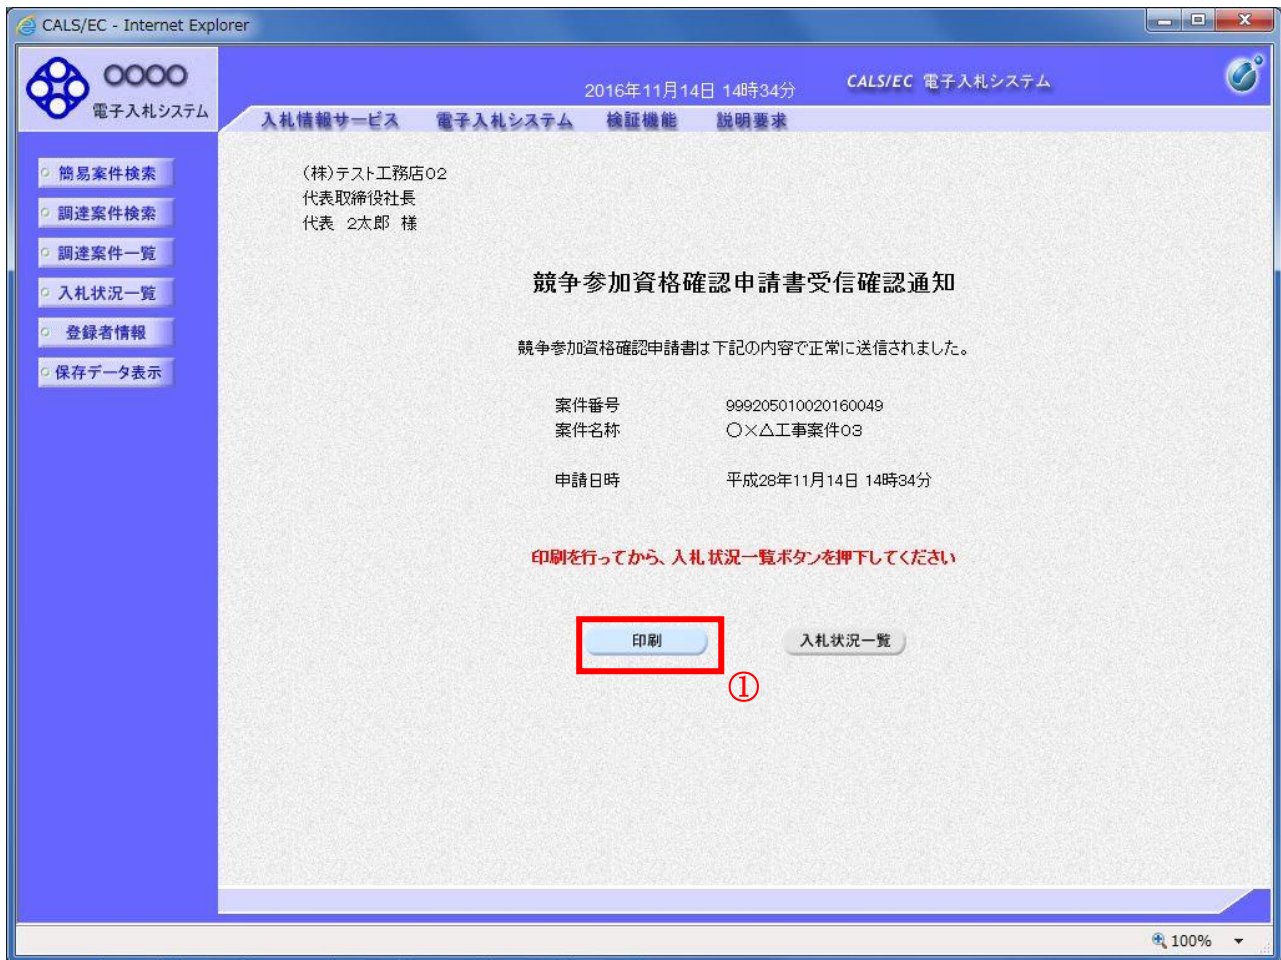 CALS/EC - Internet Explorer
〇〇〇〇
電子入札システム
2016年11月14日 14時34分
CALS/EC 電子入札システム
入札情報サービス 電子入札システム 検証機能 説明要求
簡易案件検索
調達案件検索
調達案件一覧
入札状況一覧
登録者情報
保存データ表示
(株)テスト工務店02
代表取締役社長
代表 2太郎 様
競争参加資格確認申請書受信確認通知
競争参加資格確認申請書は下記の内容で正常に送信されました。
案件番号 999205010020160049
案件名称 〇×△工事案件03
申請日時 平成28年11月14日 14時34分
印刷を行ってから、入札状況一覧ボタンを押下してください
印刷 入札状況一覧
①
100%